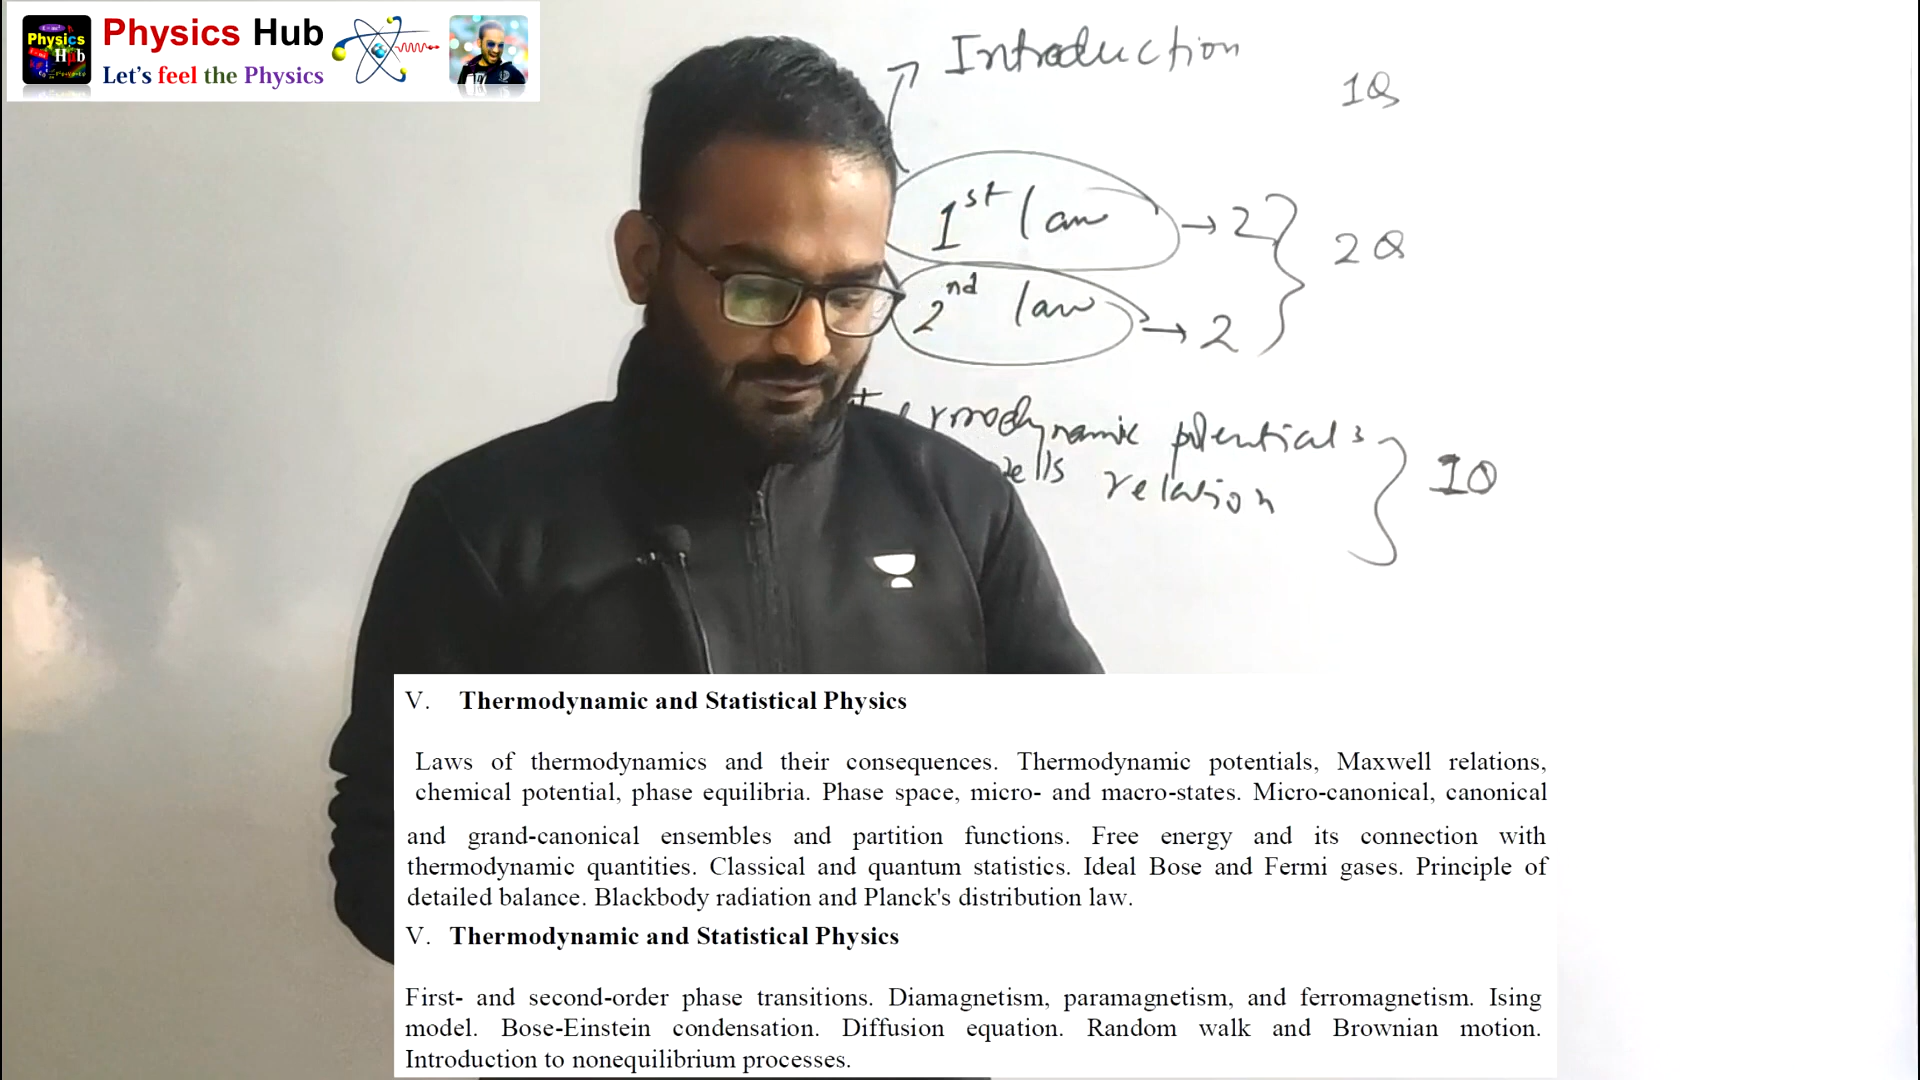 Physics Hub
Physics Hub
Let's feel the Physics
Introduction
1Q
1st law → 2
2Q
2nd law → 2
Thermodynamic potentials
relation
1Q
V. Thermodynamic and Statistical Physics
Laws of thermodynamics and their consequences. Thermodynamic potentials, Maxwell relations,
chemical potential, phase equilibria. Phase space, micro- and macro-states. Micro-canonical, canonical
and grand-canonical ensembles and partition functions. Free energy and its connection with
thermodynamic quantities. Classical and quantum statistics. Ideal Bose and Fermi gases. Principle of
detailed balance. Blackbody radiation and Planck's distribution law.
V. Thermodynamic and Statistical Physics
First- and second-order phase transitions. Diamagnetism, paramagnetism, and ferromagnetism. Ising
model. Bose-Einstein condensation. Diffusion equation. Random walk and Brownian motion.
Introduction to nonequilibrium processes.